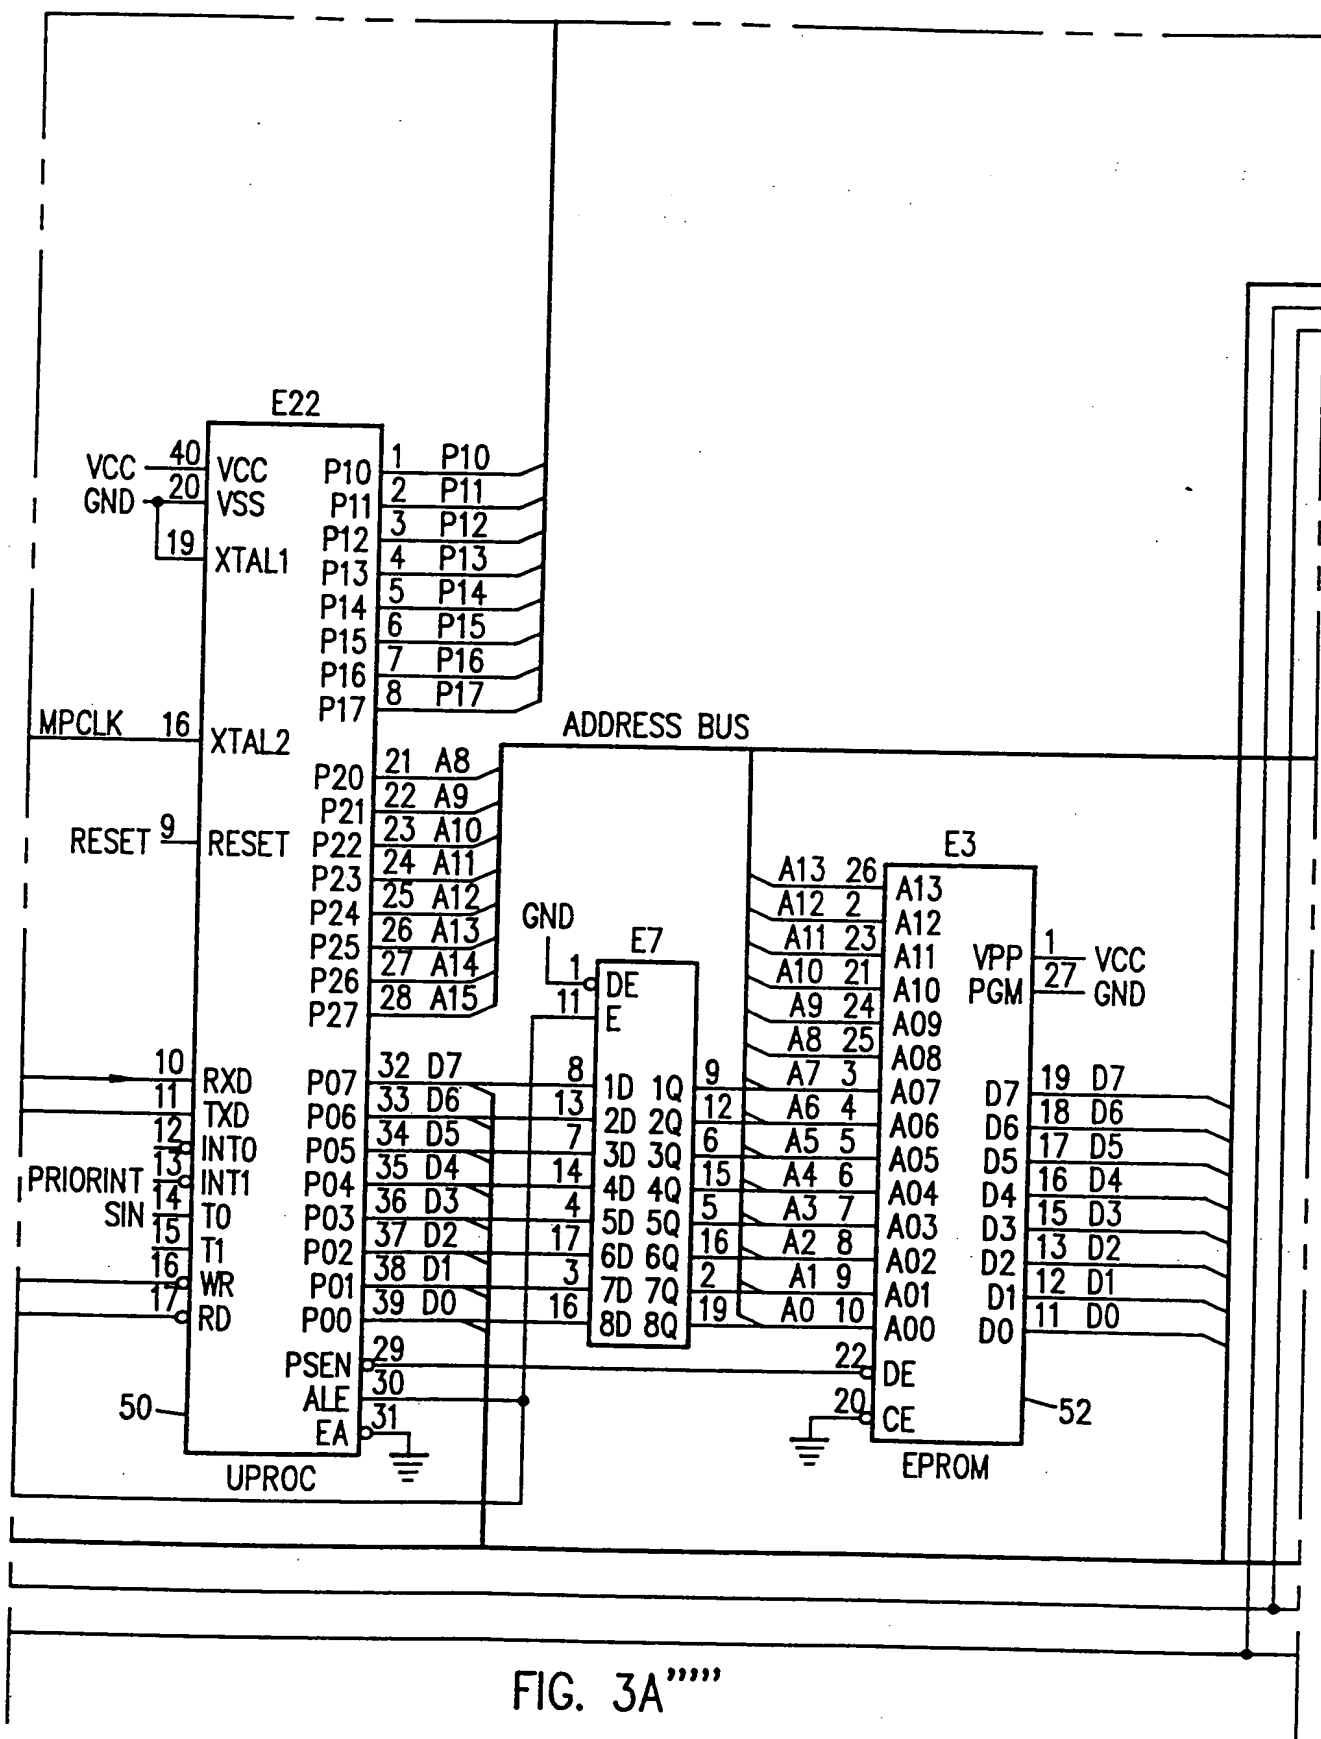 E22
VCC 40 VCC P10 1 P10
GND 20 VSS P11 2 P11
P12 3 P12
19 XTAL1 P13 4 P13
P14 5 P14
P15 6 P15
P16 7 P16
P17 8 P17
MPCLK 16 XTAL2
ADDRESS BUS
P20 21 A8
P21 22 A9
RESET 9 RESET P22 23 A10
P23 24 A11
P24 25 A12
P25 26 A13
P26 27 A14
P27 28 A15
GND
E7
1 DE
11 E
E3
A13 26 A13
A12 2 A12
A11 23 A11 VPP 1 VCC
A10 21 A10 PGM 27 GND
A9 24 A09
A8 25 A08
10 RXD P07 32 D7 8 1D 1Q 9 A7 3 A07 D7 19 D7
11 TXD P06 33 D6 13 2D 2Q 12 A6 4 A06 D6 18 D6
12 INT0 P05 34 D5 7 3D 3Q 6 A5 5 A05 D5 17 D5
PRIORINT 13 INT1 P04 35 D4 14 4D 4Q 15 A4 6 A04 D4 16 D4
SIN 14 T0 P03 36 D3 4 5D 5Q 5 A3 7 A03 D3 15 D3
15 T1 P02 37 D2 17 6D 6Q 16 A2 8 A02 D2 13 D2
16 WR P01 38 D1 3 7D 7Q 2 A1 9 A01 D1 12 D1
17 RD P00 39 D0 16 8D 8Q 19 A0 10 A00 D0 11 D0
PSEN 29 22 DE
ALE 30
50 EA 31 20 CE 52
UPROC EPROM
FIG. 3A"""